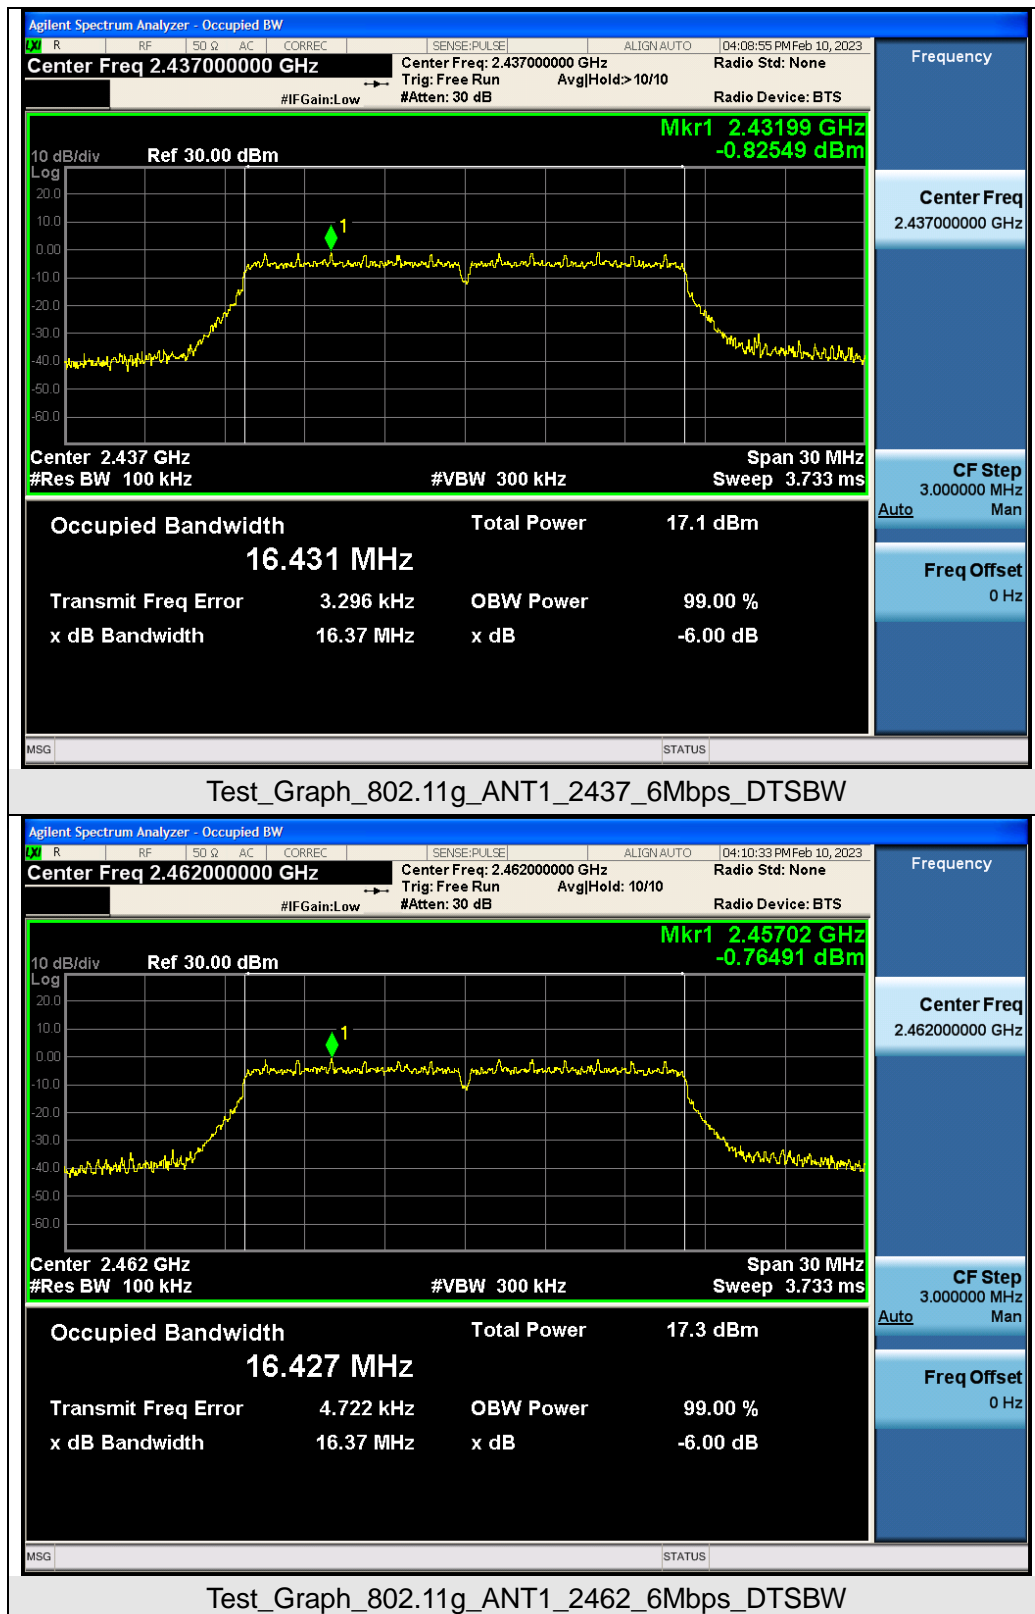 Agilent Spectrum Analyzer - Occupied BW
LXI R RF 50 Ω AC CORREC SENSE:PULSE ALIGN AUTO 04:08:55 PM Feb 10, 2023
Center Freq 2.437000000 GHz
Center Freq: 2.437000000 GHz Radio Std: None
Trig: Free Run Avg|Hold:> 10/10
#IFGain:Low #Atten: 30 dB Radio Device: BTS
Frequency
Mkr1 2.43199 GHz
-0.82549 dBm
10 dB/div Ref 30.00 dBm
Log
20.0
10.0
0.00
-10.0
-20.0
-30.0
-40.0
-50.0
-60.0
1
Center 2.437 GHz Span 30 MHz
#Res BW 100 kHz #VBW 300 kHz Sweep 3.733 ms
Center Freq
2.437000000 GHz
CF Step
3.000000 MHz
Auto Man
Freq Offset
0 Hz
Occupied Bandwidth Total Power 17.1 dBm
16.431 MHz
Transmit Freq Error 3.296 kHz OBW Power 99.00 %
x dB Bandwidth 16.37 MHz x dB -6.00 dB
MSG STATUS
Test_Graph_802.11g_ANT1_2437_6Mbps_DTSBW
Agilent Spectrum Analyzer - Occupied BW
LXI R RF 50 Ω AC CORREC SENSE:PULSE ALIGN AUTO 04:10:33 PM Feb 10, 2023
Center Freq 2.462000000 GHz
Center Freq: 2.462000000 GHz Radio Std: None
Trig: Free Run Avg|Hold: 10/10
#IFGain:Low #Atten: 30 dB Radio Device: BTS
Frequency
Mkr1 2.45702 GHz
-0.76491 dBm
10 dB/div Ref 30.00 dBm
Log
20.0
10.0
0.00
-10.0
-20.0
-30.0
-40.0
-50.0
-60.0
1
Center 2.462 GHz Span 30 MHz
#Res BW 100 kHz #VBW 300 kHz Sweep 3.733 ms
Center Freq
2.462000000 GHz
CF Step
3.000000 MHz
Auto Man
Freq Offset
0 Hz
Occupied Bandwidth Total Power 17.3 dBm
16.427 MHz
Transmit Freq Error 4.722 kHz OBW Power 99.00 %
x dB Bandwidth 16.37 MHz x dB -6.00 dB
MSG STATUS
Test_Graph_802.11g_ANT1_2462_6Mbps_DTSBW